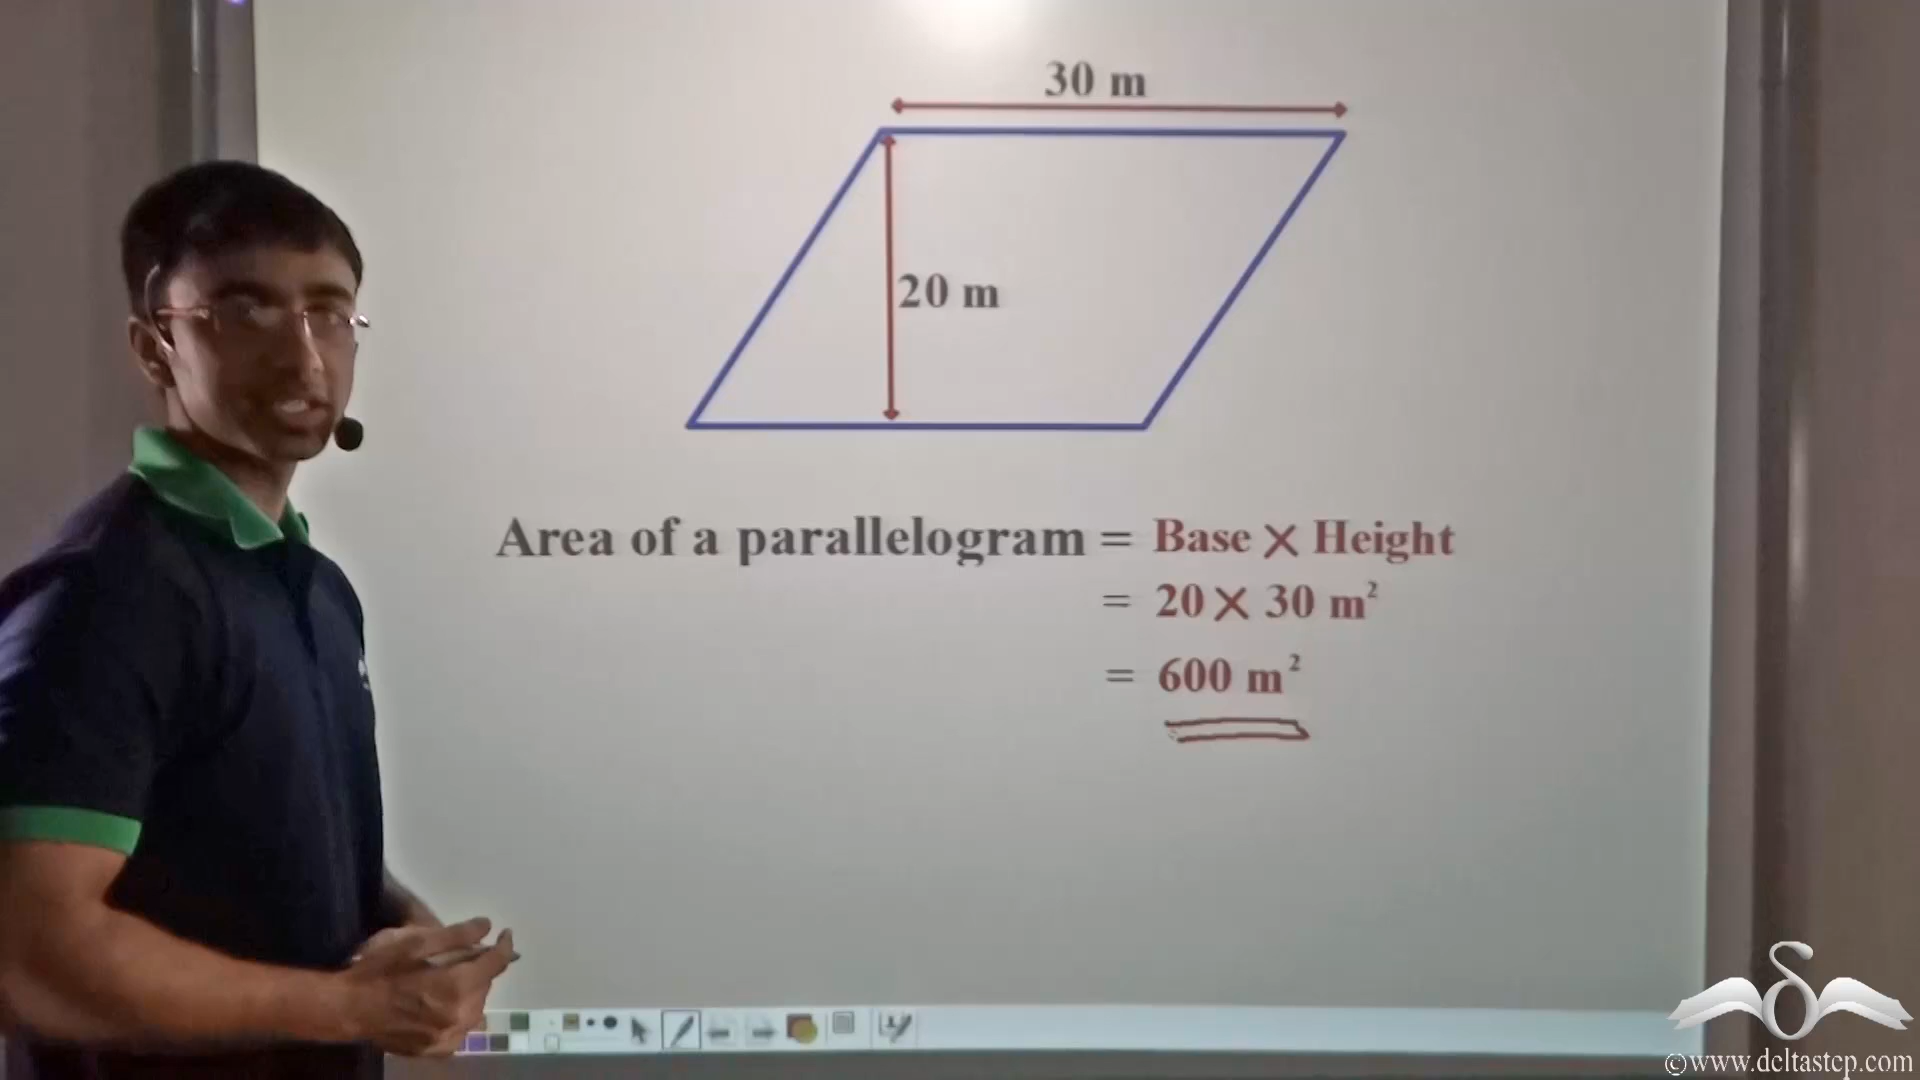 30 m
20 m
Area of a parallelogram = Base × Height
= 20 × 30 m²
= 600 m²
©www.deltastep.com